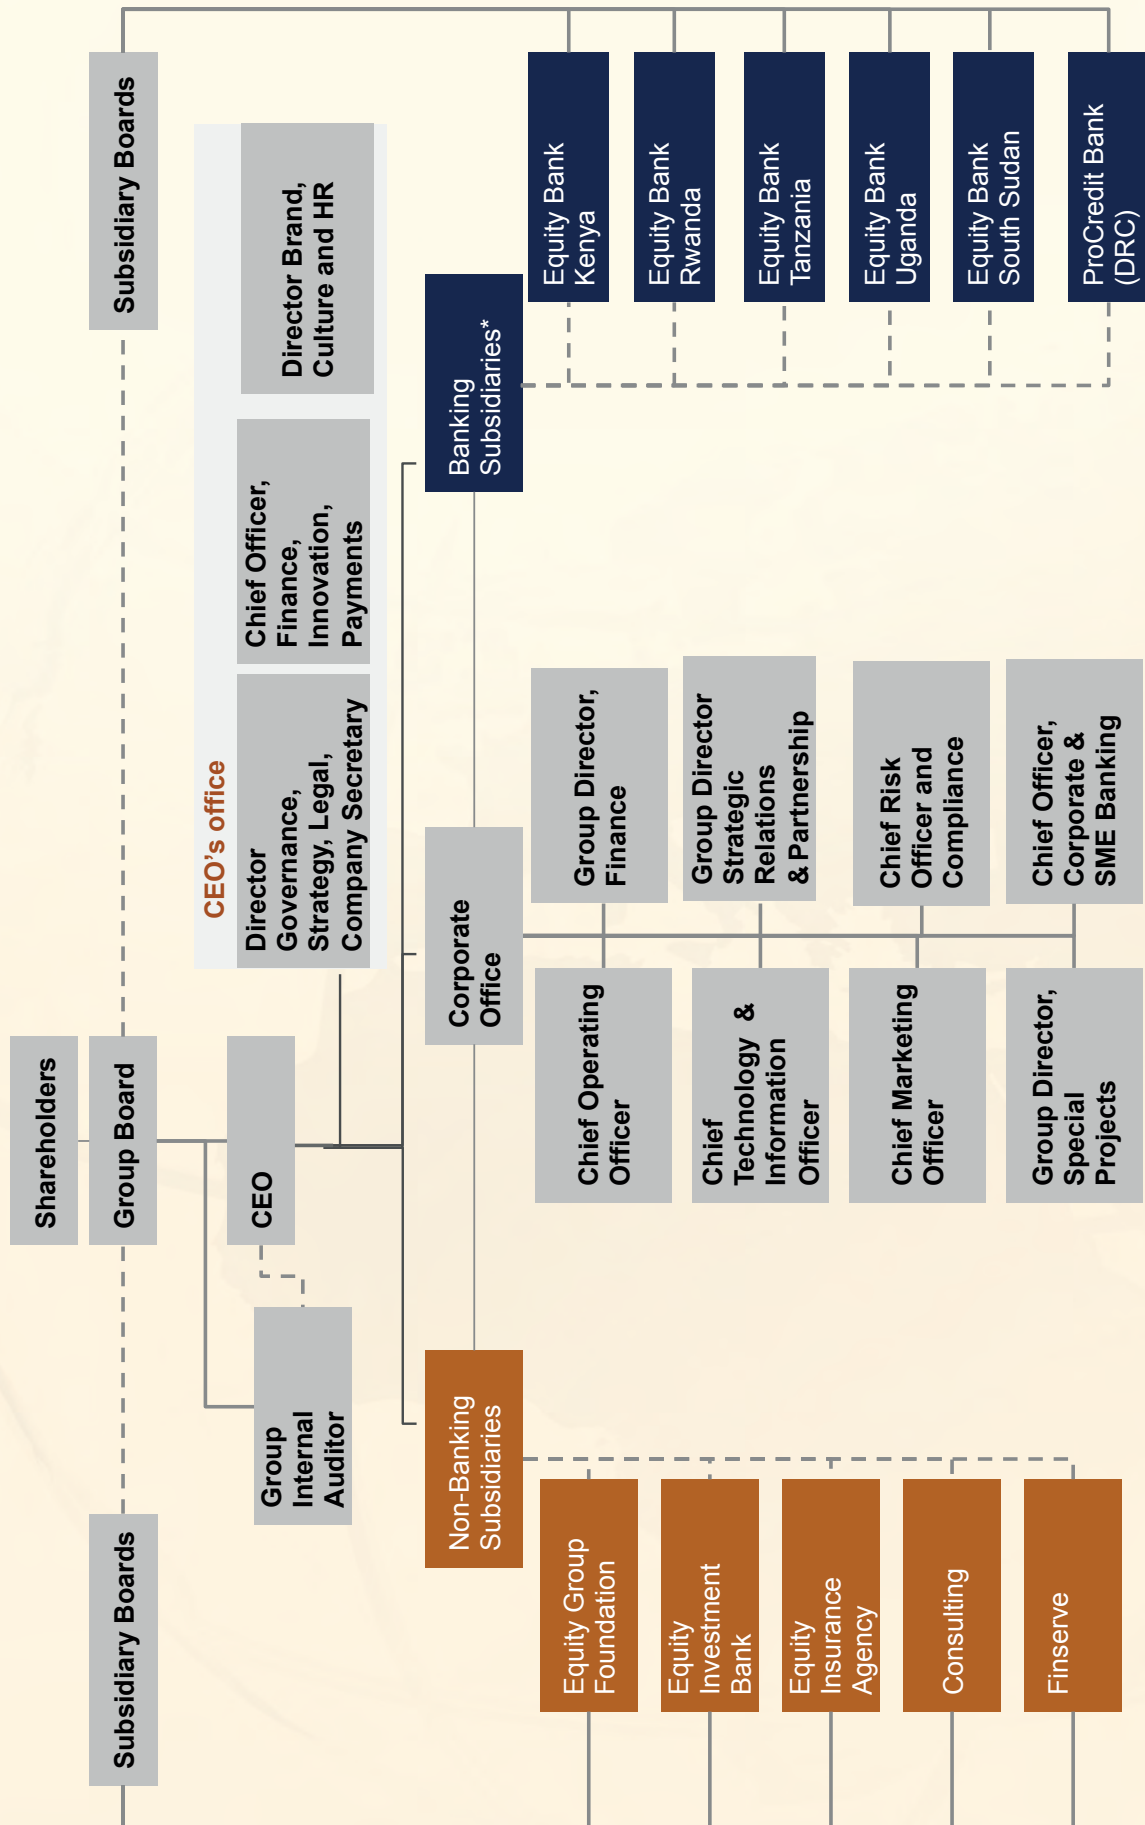 Shareholders
Subsidiary Boards
Group Board
Subsidiary Boards
CEO's office
CEO
Group
Internal
Auditor
Director
Governance,
Strategy, Legal,
Company Secretary
Chief Officer,
Finance,
Innovation,
Payments
Director Brand,
Culture and HR
Non-Banking
Subsidiaries
Corporate
Office
Banking
Subsidiaries*
Equity Group
Foundation
Equity
Investment
Bank
Equity
Insurance
Agency
Consulting
Finserve
Chief Operating
Officer
Group Director,
Finance
Chief
Technology &
Information
Officer
Group Director
Strategic
Relations
& Partnership
Chief Marketing
Officer
Chief Risk
Officer and
Compliance
Group Director,
Special
Projects
Chief Officer,
Corporate &
SME Banking
Equity Bank
Kenya
Equity Bank
Rwanda
Equity Bank
Tanzania
Equity Bank
Uganda
Equity Bank
South Sudan
ProCredit Bank
(DRC)